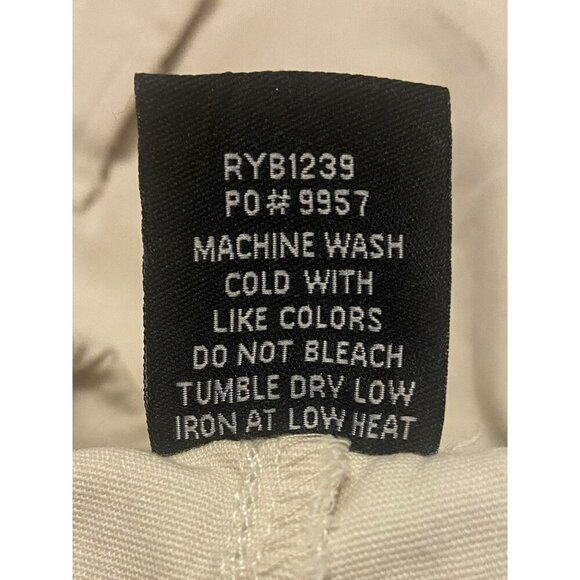 RYB1239
PO# 9957
MACHINE WASH
COLD WITH
LIKE COLORS
DO NOT BLEACH
TUMBLE DRY LOW
IRON AT LOW HEAT